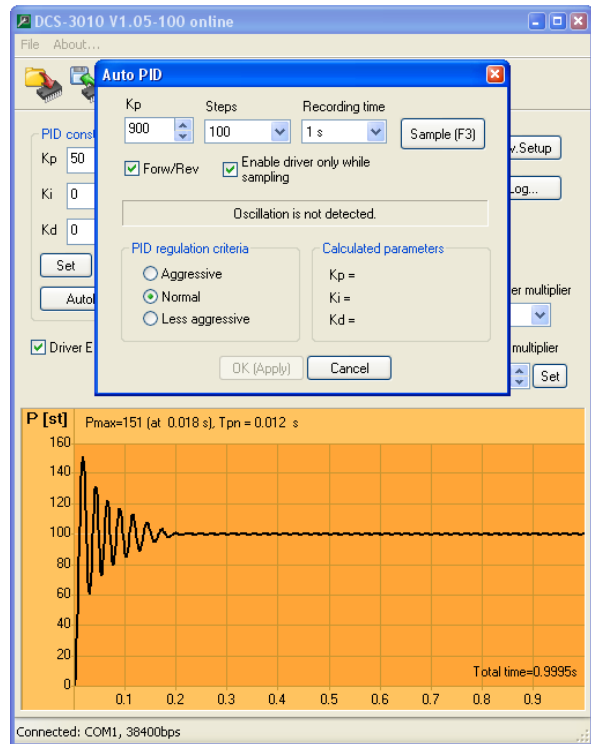 DCS-3010 V1.05-100 online
File About...
Auto PID
Kp Steps Recording time
900 100 1 s Sample (F3)
Forw/Rev Enable driver only while
sampling
Oscillation is not detected.
PID regulation criteria Calculated parameters
Aggressive Kp =
Normal Ki =
Less aggressive Kd =
OK (Apply) Cancel
PID const
Kp 50
Ki 0
Kd 0
Set
Auto
Driver E
v.Setup
Log...
er multiplier
multiplier
Set
P [st] Pmax=151 (at 0.018 s), Tpn = 0.012 s
160
140
120
100
80
60
40
20
0
Total time=0.9995s
0.1 0.2 0.3 0.4 0.5 0.6 0.7 0.8 0.9
Connected: COM1, 38400bps